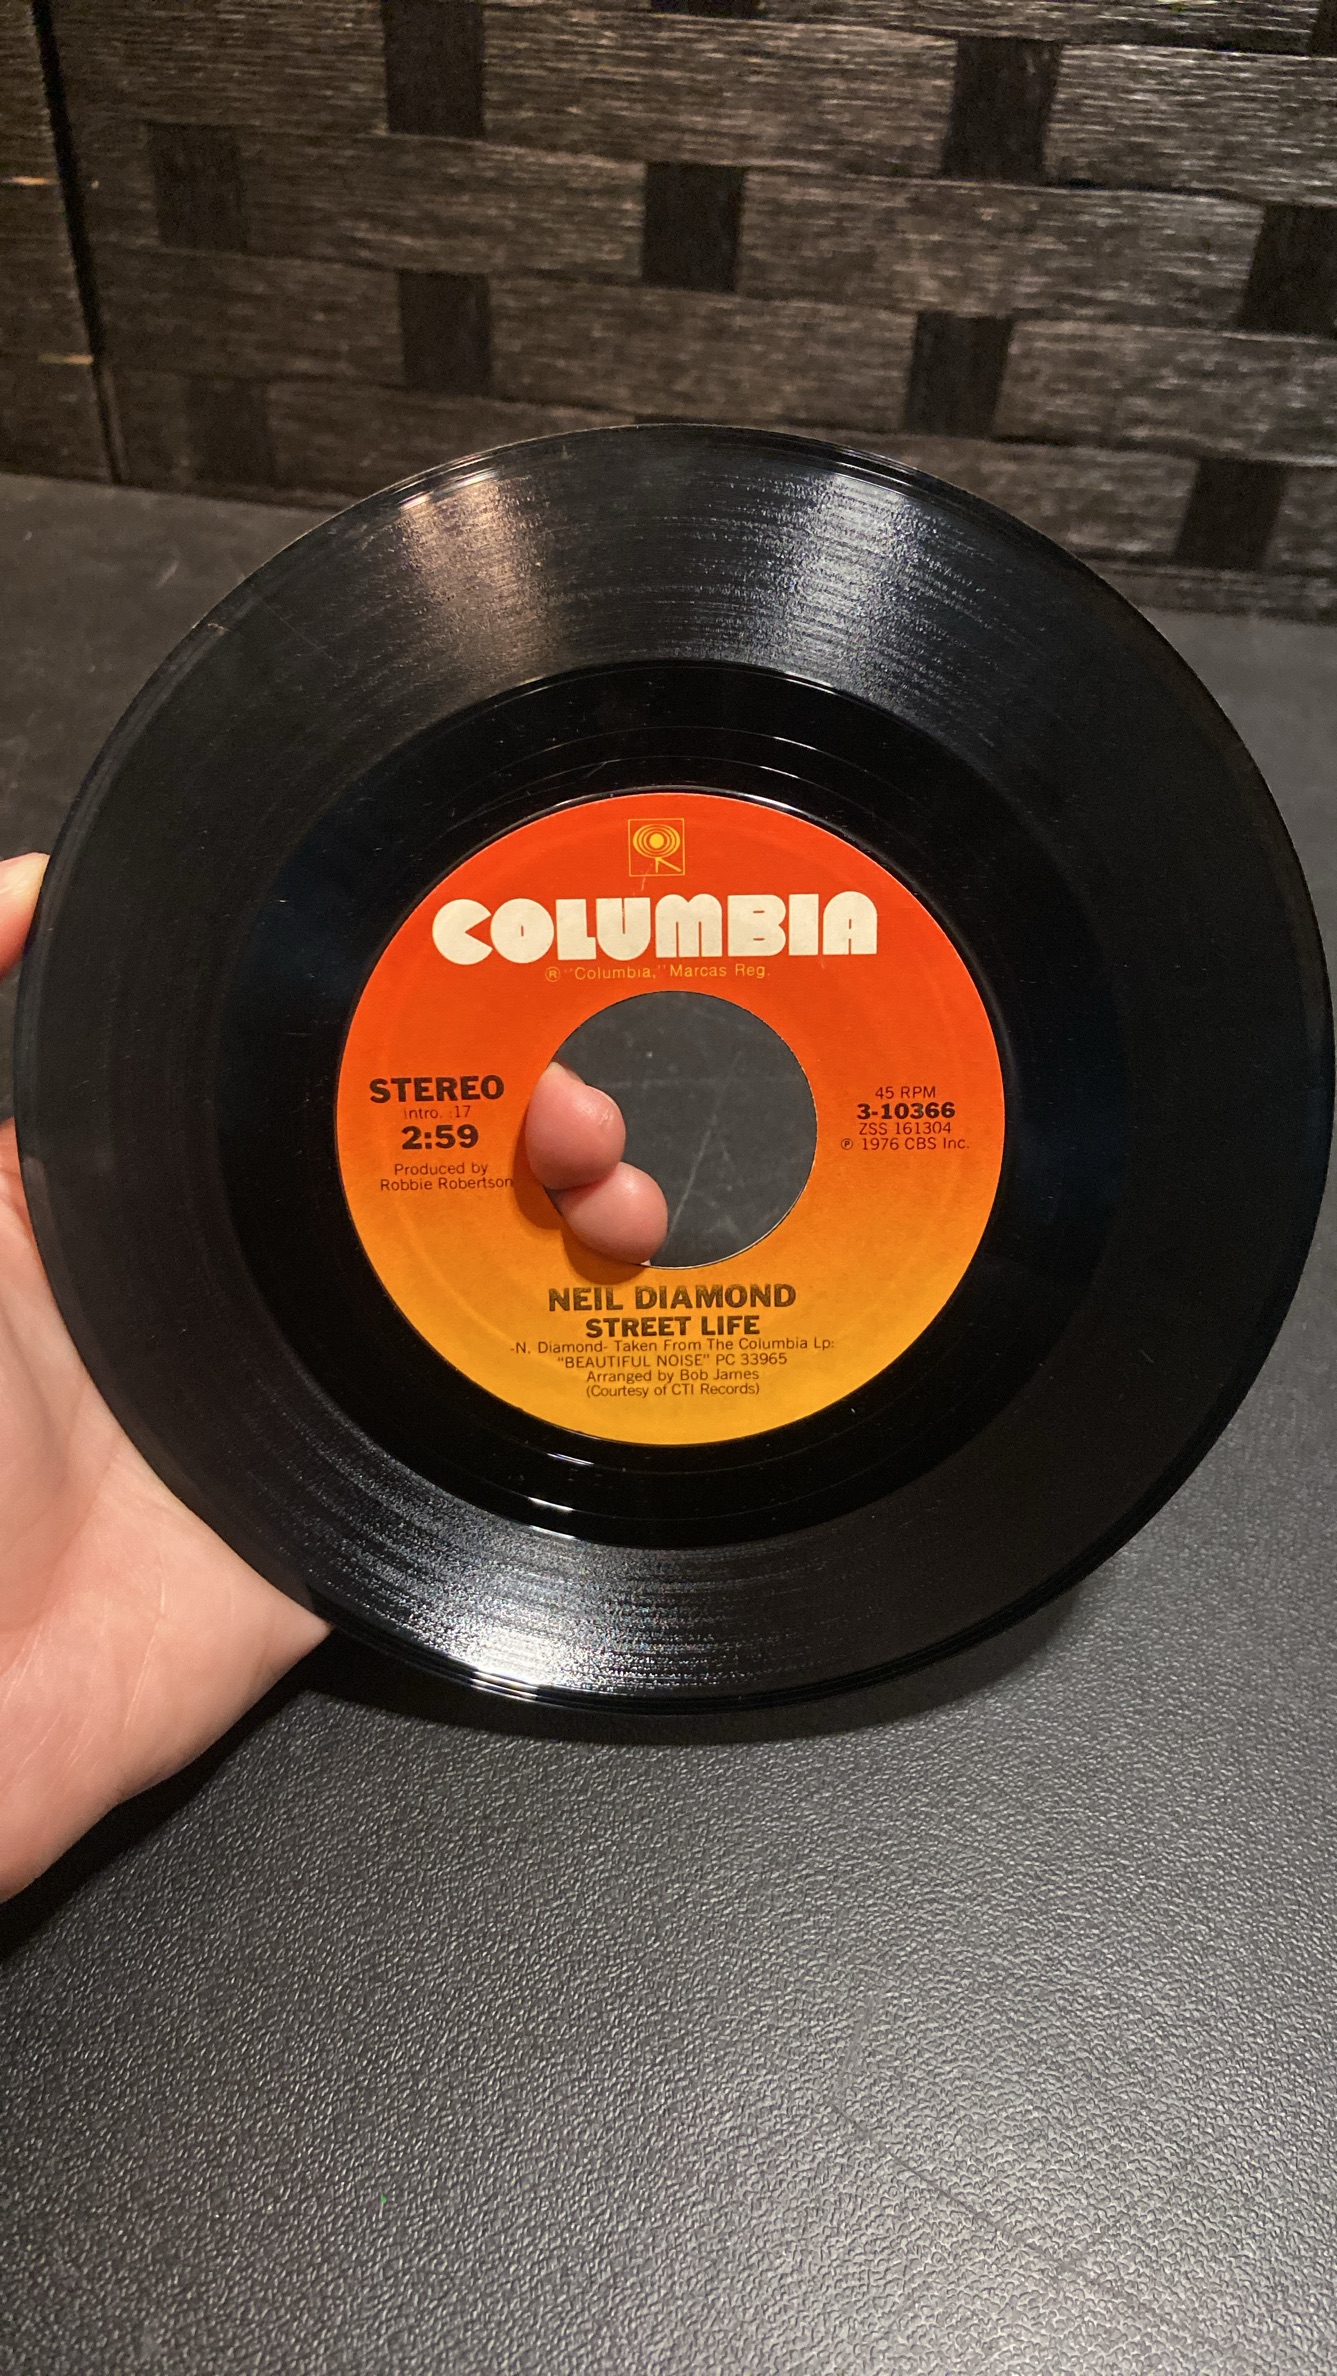 COLUMBIA
® "Columbia," Marcas Reg.
STEREO
Intro. :17
2:59
Produced by
Robbie Robertson
45 RPM
3-10366
ZSS 161304
℗ 1976 CBS Inc.
NEIL DIAMOND
STREET LIFE
-N. Diamond- Taken From The Columbia Lp:
"BEAUTIFUL NOISE" PC 33965
Arranged by Bob James
(Courtesy of CTI Records)